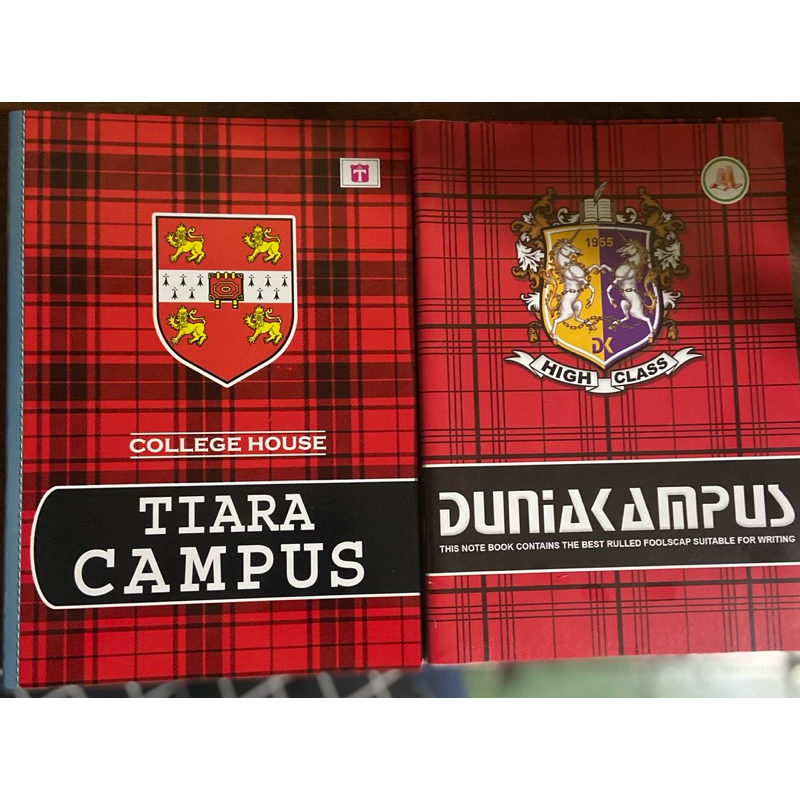 T
COLLEGE HOUSE
TIARA
CAMPUS
1955
DK
HIGH CLASS
DUNiAKAMPUS
THIS NOTE BOOK CONTAINS THE BEST RULED FOOLSCAP SUITABLE FOR WRITING